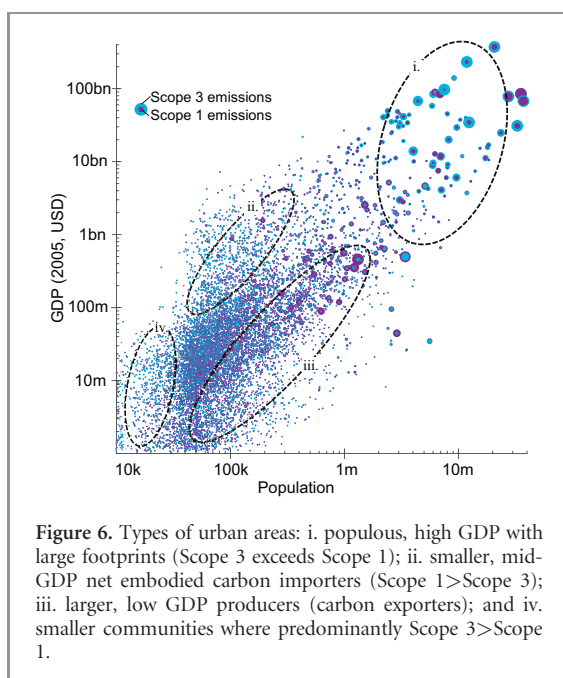 100bn
10bn
1bn
100m
10m
GDP (2005, USD)
Scope 3 emissions
Scope 1 emissions
i.
ii.
iii.
iv.
10k 100k 1m 10m
Population
Figure 6. Types of urban areas: i. populous, high GDP with
large footprints (Scope 3 exceeds Scope 1); ii. smaller, mid-
GDP net embodied carbon importers (Scope 1>Scope 3);
iii. larger, low GDP producers (carbon exporters); and iv.
smaller communities where predominantly Scope 3>Scope
1.